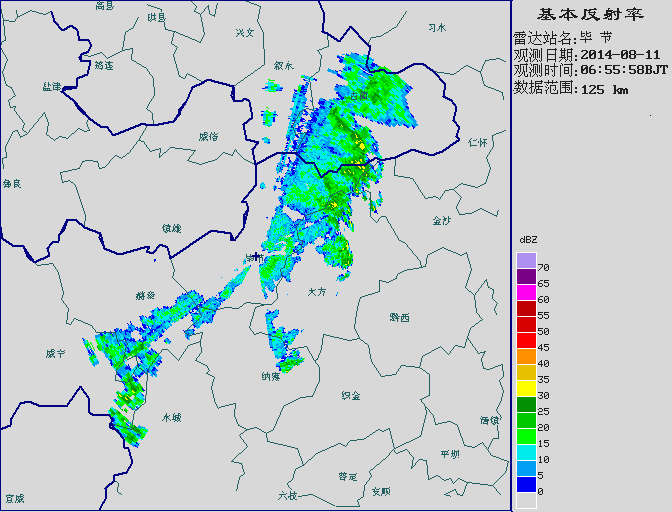 基本反射率
雷达站名:毕 节
观测日期:2014-08-11
观测时间:06:55:58BJT
数据范围:125 km
高县
珙县
兴文
习水
筠连
叙水
盐津
古蔺
威信
仁怀
彝良
镇雄
金沙
毕节
赫章
大方
黔西
威宁
纳雍
织金
水城
清镇
平坝
宣威
六枝
普定
安顺
dBZ
70
65
60
55
50
45
40
35
30
25
20
15
10
5
0